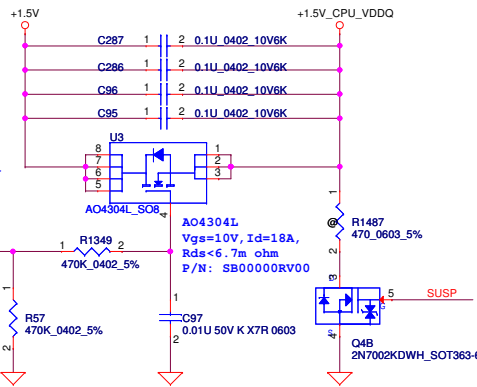 +1.5V +1.5V_CPU_VDDQ
C287 1 2 0.1U_0402_10V6K
C286 1 2 0.1U_0402_10V6K
C96 1 2 0.1U_0402_10V6K
C95 1 2 0.1U_0402_10V6K
U3
8 1
7 2
6 3
5
AO4304L_SO8
4
AO4304L
Vgs=10V,Id=18A,
Rds<6.7m ohm
P/N: SB00000RV00
1
@ R1487
470_0603_5%
2
1 R1349 2
470K_0402_5%
1
R57
470K_0402_5%
2
1
C97
0.01U 50V K X7R 0603
2
3
D
5 SUSP
G
S
4
Q4B
2N7002KDWH_SOT363-6